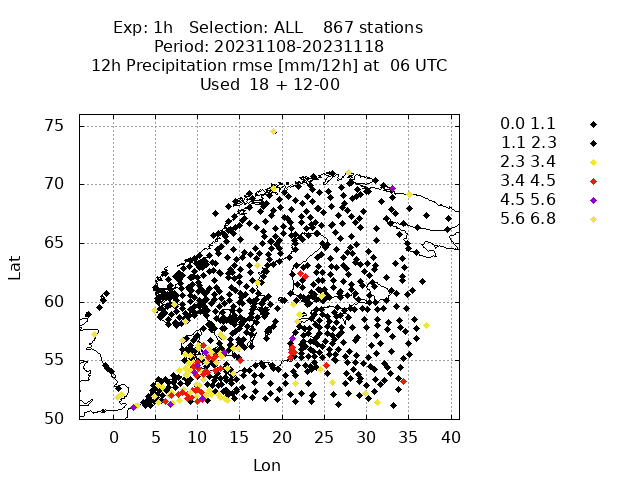 Exp: 1h   Selection: ALL    867 stations
Period: 20231108-20231118
12h Precipitation rmse [mm/12h] at  06 UTC
Used  18 + 12-00
75
70
65
60
55
50
Lat
0 5 10 15 20 25 30 35 40
Lon
0.0 1.1
1.1 2.3
2.3 3.4
3.4 4.5
4.5 5.6
5.6 6.8